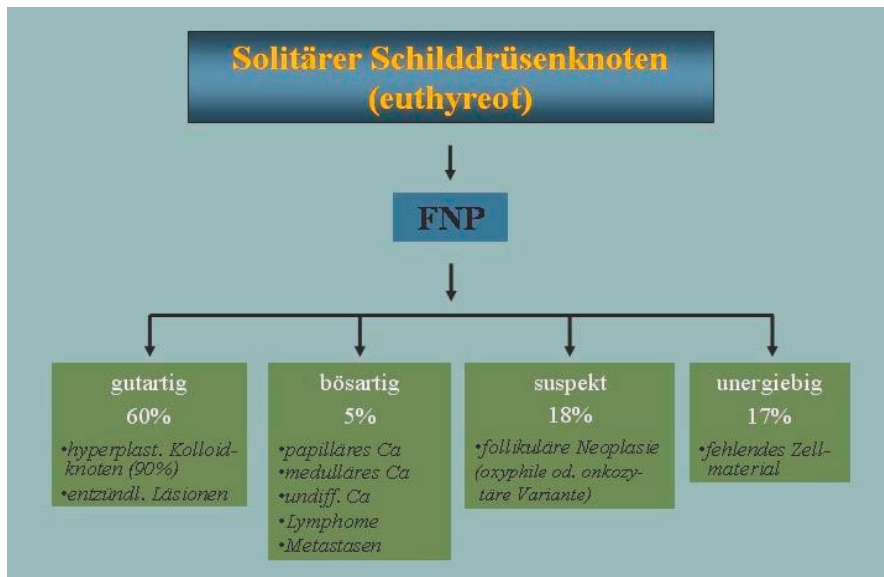 Solitärer Schilddrüsenknoten
(euthyreot)
FNP
gutartig
60%
•hyperplast. Kolloid-
knoten (90%)
•entzündl. Läsionen
bösartig
5%
•papilläres Ca
•medulläres Ca
•undiff. Ca
•Lymphome
•Metastasen
suspekt
18%
•follikuläre Neoplasie
(oxyphile od. onkozy-
täre Variante)
unergiebig
17%
•fehlendes Zell-
material